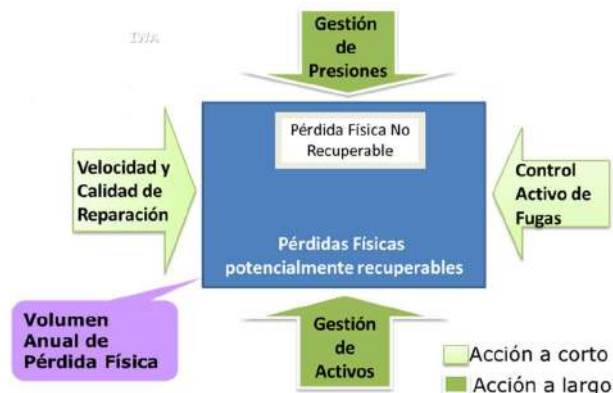 IWA
Gestión
de
Presiones
Pérdida Física No
Recuperable
Velocidad y
Calidad de
Reparación
Control
Activo de
Fugas
Pérdidas Físicas
potencialmente recuperables
Volumen
Anual de
Pérdida Física
Gestión
de
Activos
Acción a corto
Acción a largo